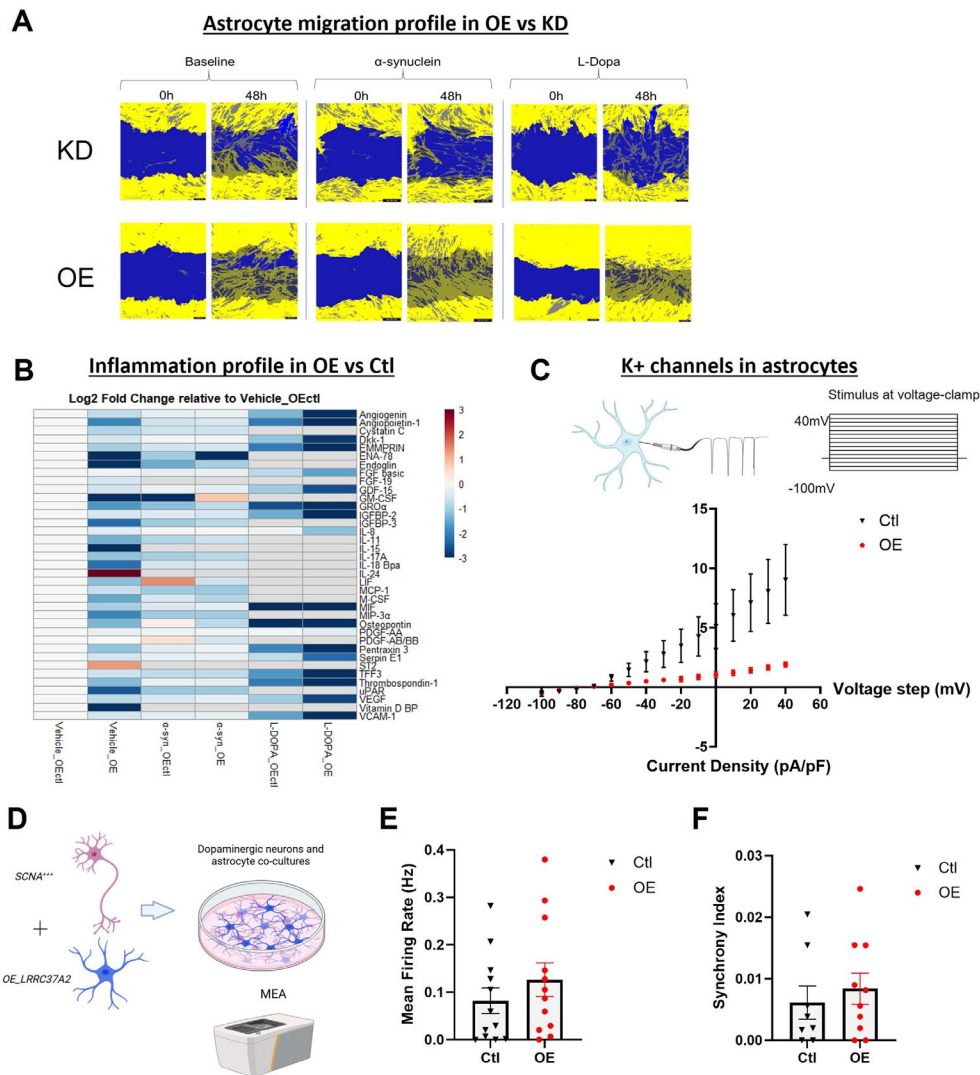 A
Astrocyte migration profile in OE vs KD
Baseline
α-synuclein
L-Dopa
0h
48h
0h
48h
0h
48h
KD
OE
B
Inflammation profile in OE vs Ctl
Log2 Fold Change relative to Vehicle_OEctl
Angiogenin
Angiopoietin-1
Cystatin C
Dkk-1
EMMPRIN
ENA-78
Endoglin
FGF basic
FGF-19
GDF-15
GM-CSF
GROα
IGFBP-2
IGFBP-3
IL-8
IL-11
IL-15
IL-17A
IL-18 Bpa
IL-24
LIF
MCP-1
M-CSF
MIF
MIP-3α
Osteopontin
PDGF-AA
PDGF-AB/BB
Pentraxin 3
Serpin E1
ST2
TFF3
Thrombospondin-1
uPAR
VEGF
Vitamin D BP
VCAM-1
3
2
1
0
-1
-2
-3
Vehicle_OEctl
Vehicle_OE
α-syn_OEctl
α-syn_OE
L-DOPA_OEctl
L-DOPA_OE
C
K+ channels in astrocytes
Stimulus at voltage-clamp
40mV
-100mV
Ctl
OE
15
10
5
-5
-120 -100 -80 -60 -40 -20 0 20 40 60
Voltage step (mV)
Current Density (pA/pF)
D
SCNA+++
+
OE_LRRC37A2
Dopaminergic neurons and
astrocyte co-cultures
MEA
E
Mean Firing Rate (Hz)
0.4
0.3
0.2
0.1
0.0
Ctl
OE
Ctl
OE
F
Synchrony Index
0.03
0.02
0.01
0.00
Ctl
OE
Ctl
OE